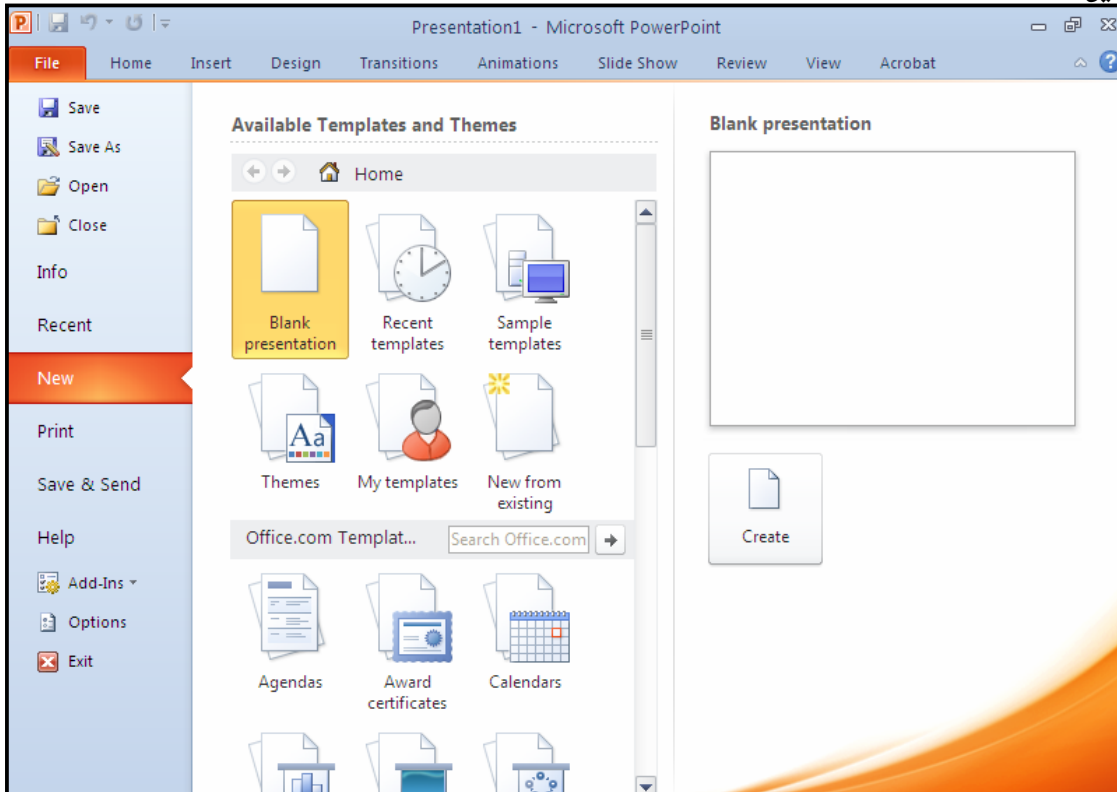 Presentation1 - Microsoft PowerPoint
File Home Insert Design Transitions Animations Slide Show Review View Acrobat
Save
Save As
Open
Close
Info
Recent
New
Print
Save & Send
Help
Add-Ins
Options
Exit
Available Templates and Themes
Home
Blank presentation
Recent templates
Sample templates
Themes
My templates
New from existing
Office.com Templat...
Search Office.com
Agendas
Award certificates
Calendars
Blank presentation
Create